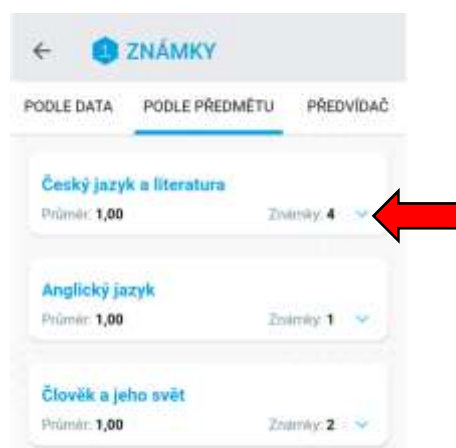 1 ZNÁMKY
PODLE DATA PODLE PŘEDMĚTU PŘEDVÍDAČ
Český jazyk a literatura
Průměr: 1,00 Známky: 4
Anglický jazyk
Průměr: 1,00 Známky: 1
Člověk a jeho svět
Průměr: 1,00 Známky: 2